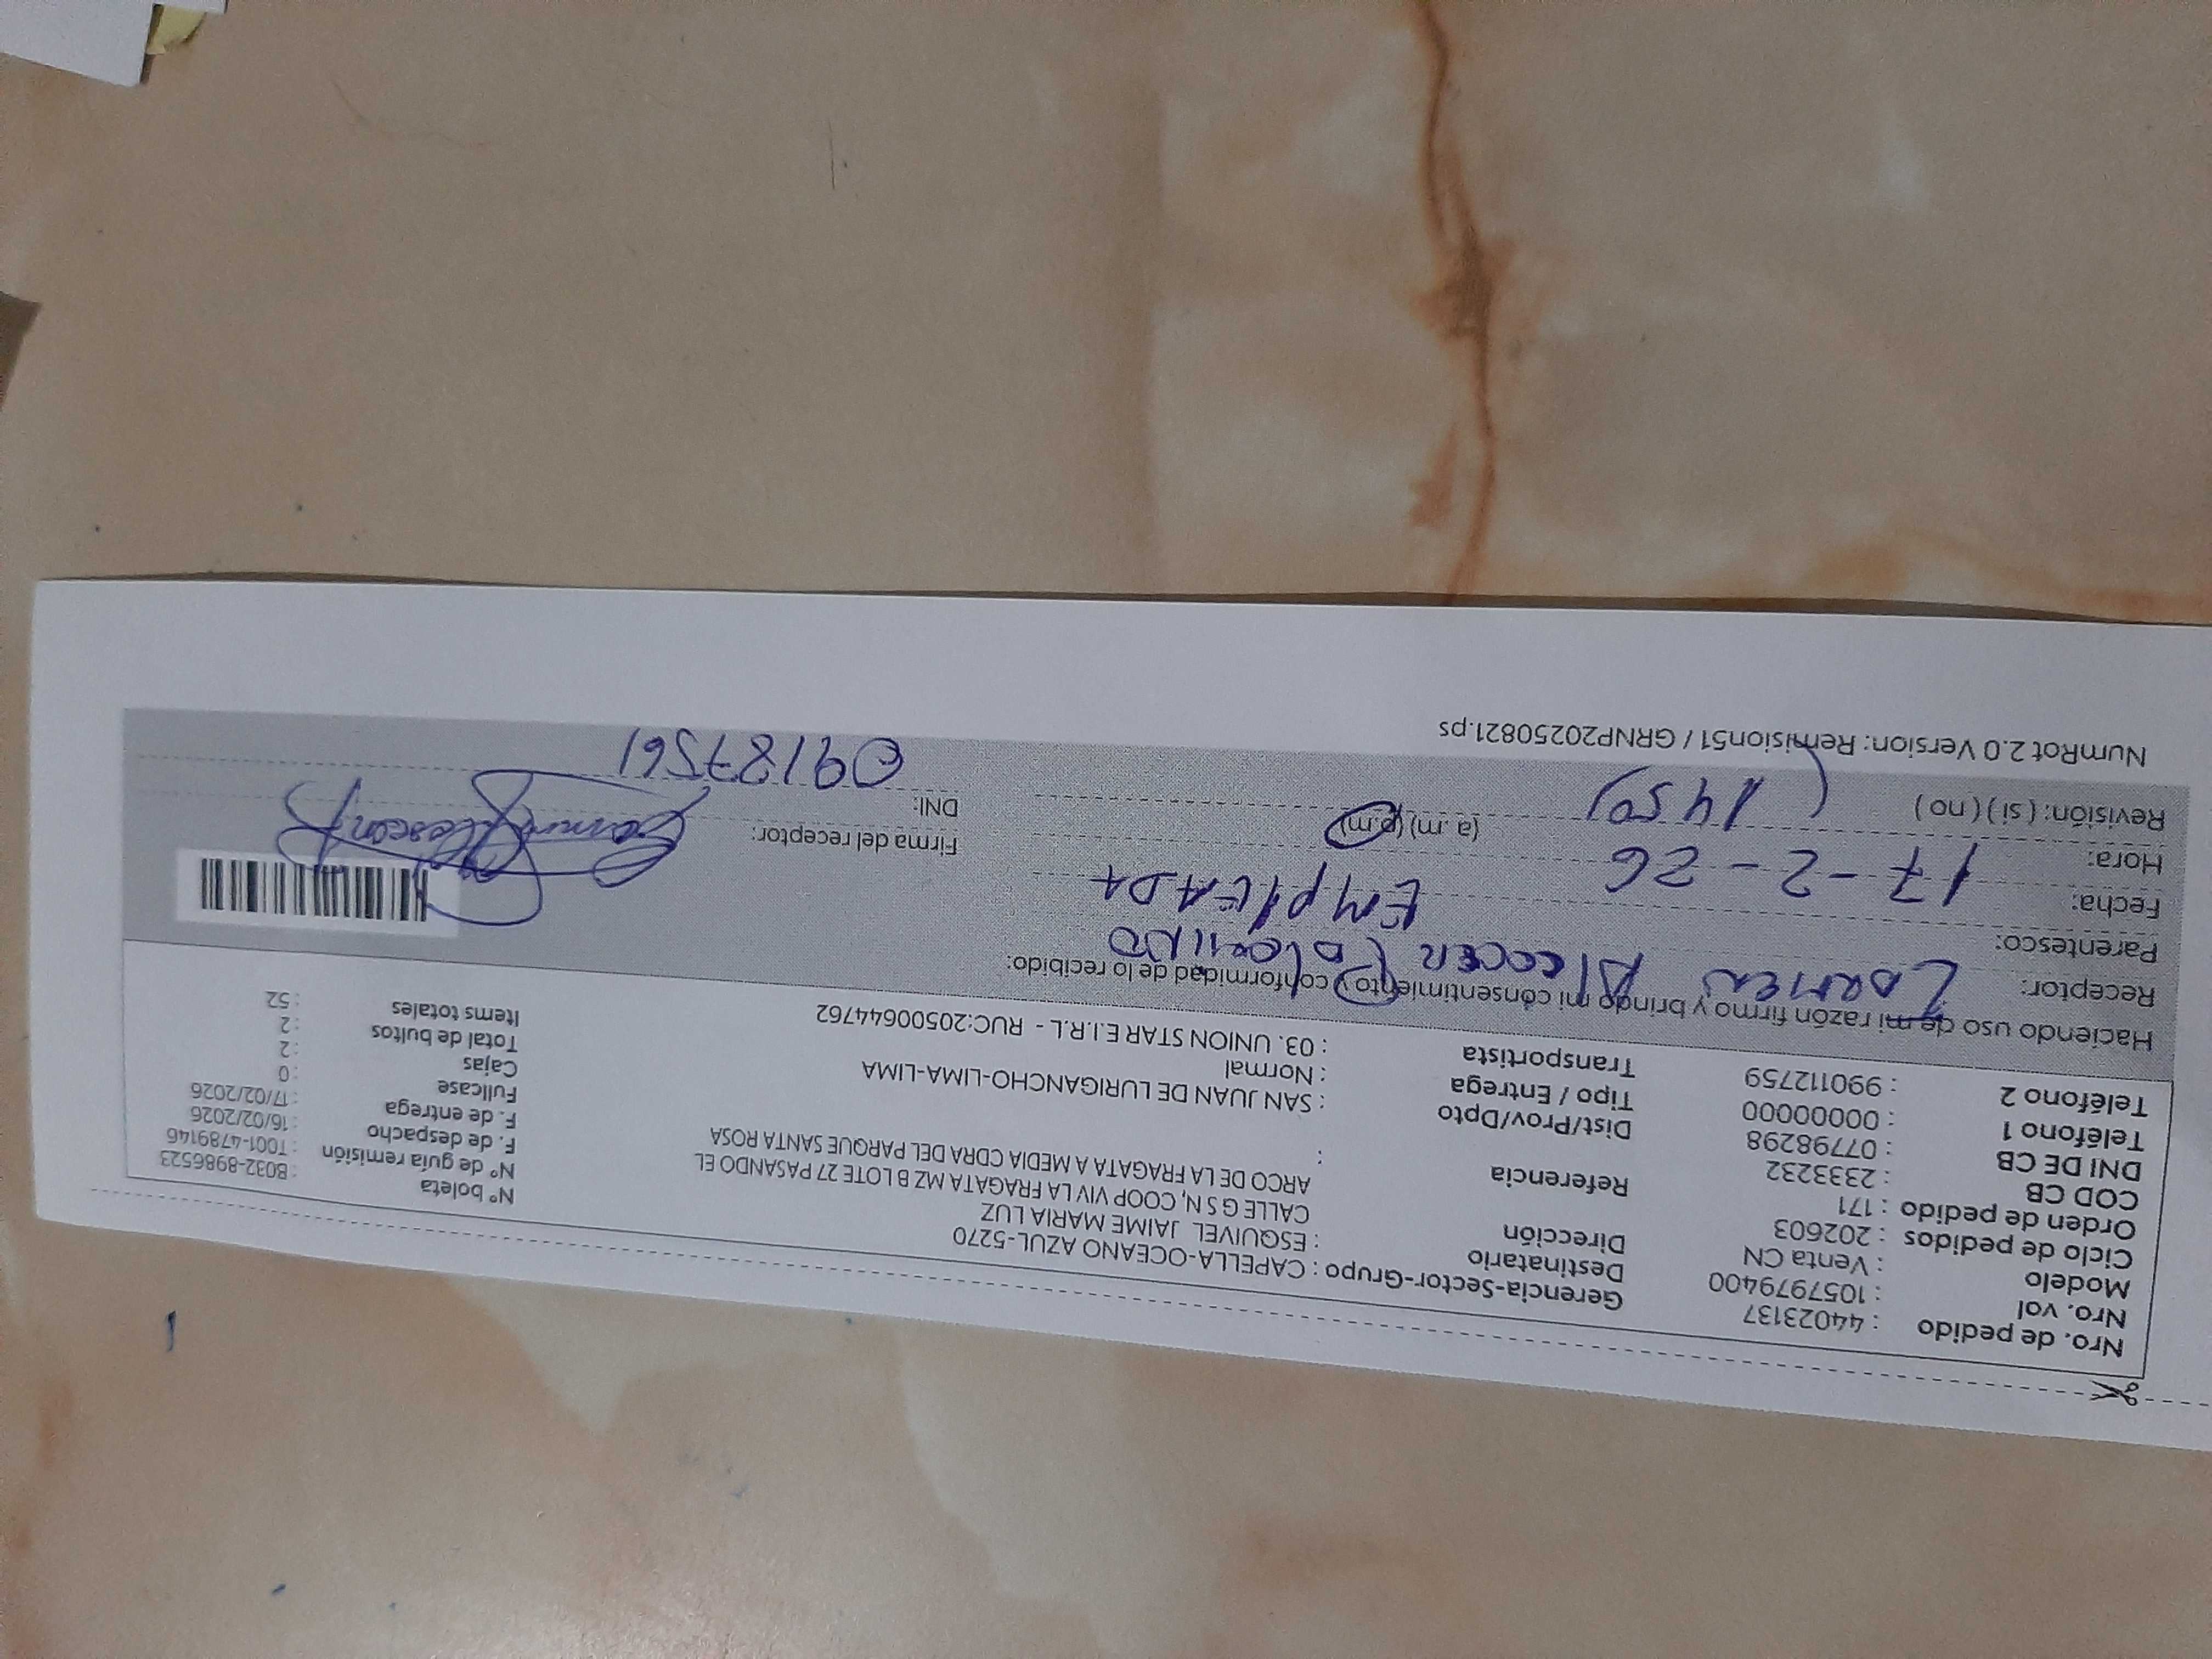 Nro. de pedido : 44023137
Nro. vol : 1057979400
Modelo : Venta CN
Ciclo de pedidos : 202603
Orden de pedido : 171
COD CB : 2333232
DNI DE CB : 07798298
Teléfono 1 : 00000000
Teléfono 2 : 990112759
Gerencia-Sector-Grupo : CAPELLA-OCEANO AZUL-5270
Destinatario : ESQUIVEL JAIME MARIA LUZ
Dirección CALLE G S N, COOP VIV LA FRAGATA MZ B LOTE 27 PASANDO EL
ARCO DE LA FRAGATA A MEDIA CDRA DEL PARQUE SANTA ROSA
Referencia :
Dist/Prov/Dpto : SAN JUAN DE LURIGANCHO-LIMA-LIMA
Tipo / Entrega : Normal
Transportista : 03. UNION STAR E.I.R.L - RUC:20500644762
Nº boleta : B032-8986523
Nº de guía remisión : T001-4789146
F. de despacho : 16/02/2026
F. de entrega : 17/02/2026
Fullcase : 0
Cajas : 2
Total de bultos : 2
Items totales : 52
Haciendo uso de mi razón firmo y brindo mi consentimiento y conformidad de lo recibido:
Receptor: CARMEN
Parentesco: EMPLEADA
Fecha: 17-2-26
Hora: 1450 (a.m) (p.m)
Revisión: (si) (no)
Firma del receptor:
DNI: 09187561
NumRot 2.0 Version: Remision51 / GRNP20250821.ps